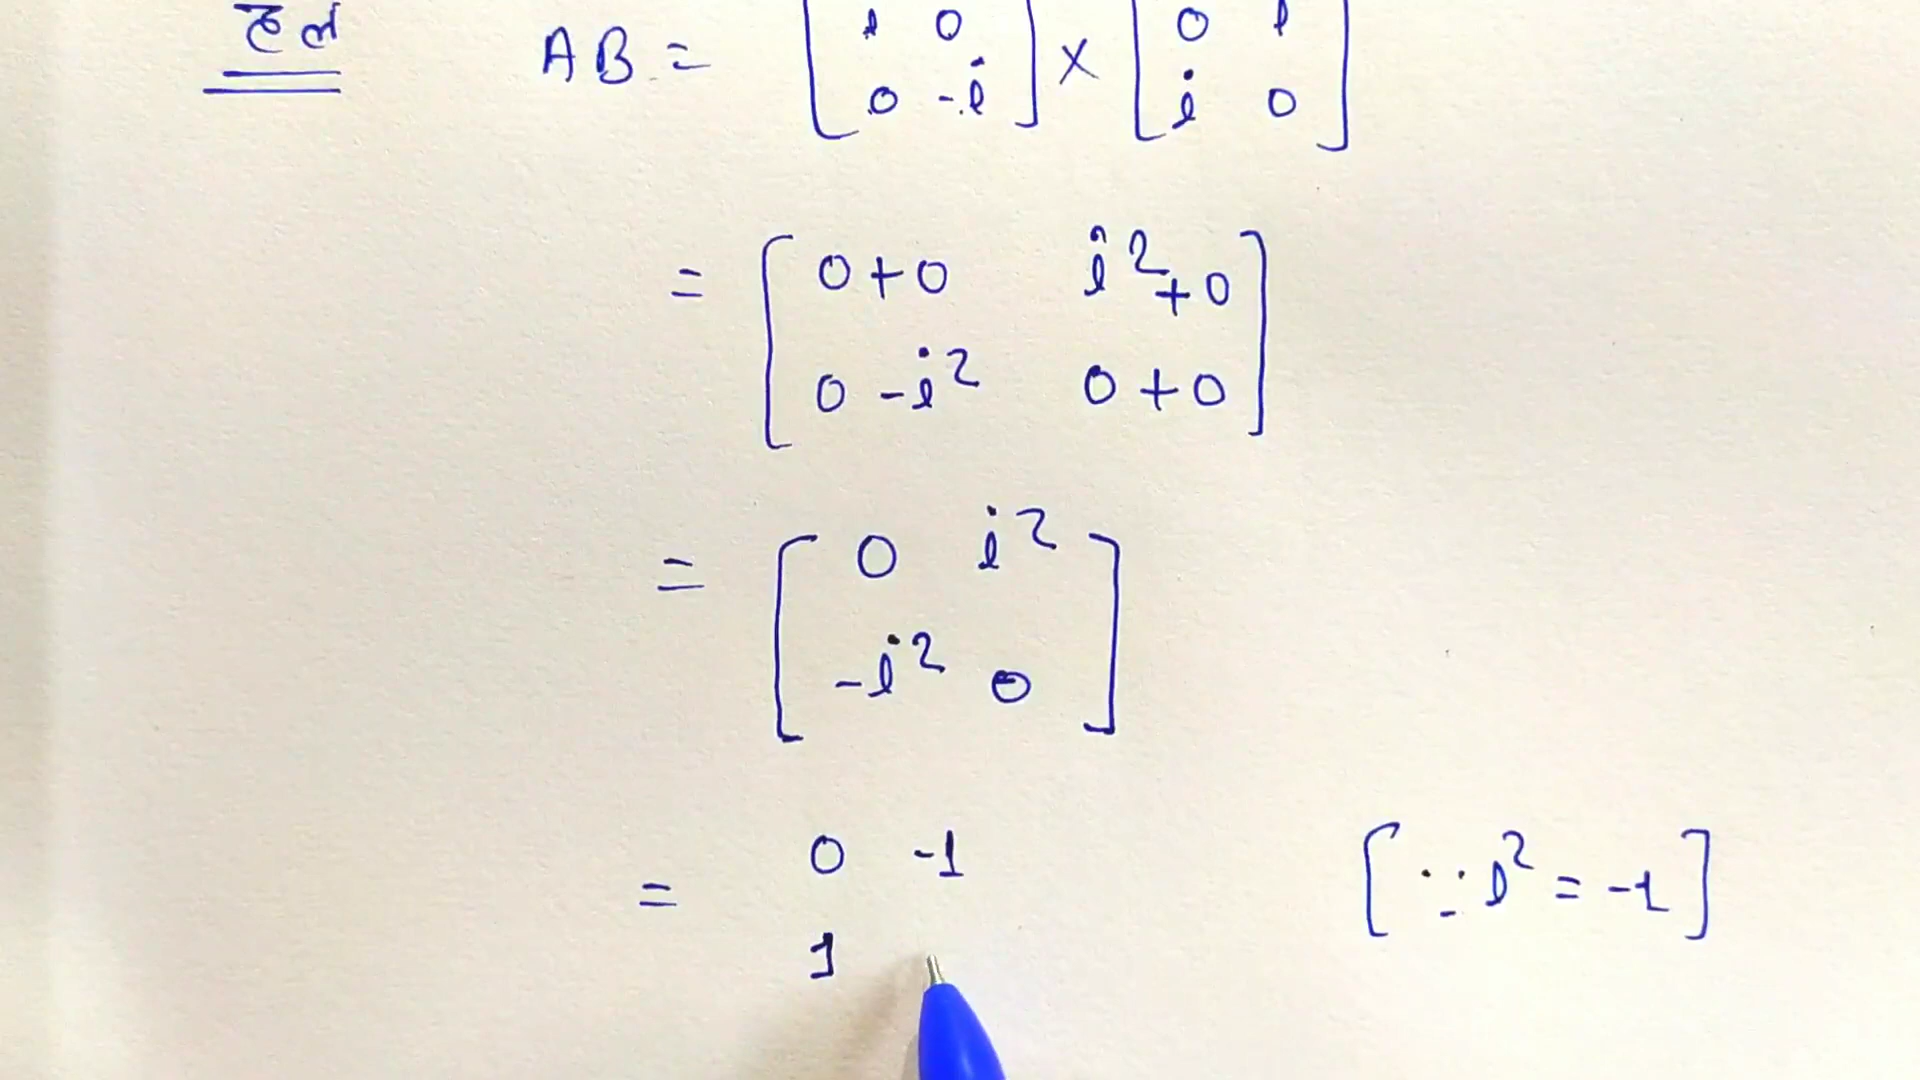 हल AB = [ i 0 ] × [ 0 i ]
[ 0 -i ] [ i 0 ]
= [ 0+0 i²+0 ]
[ 0 -i² 0+0 ]
= [ 0 i² ]
[ -i² 0 ]
= 0 -1 [ ∵ i² = -1 ]
1